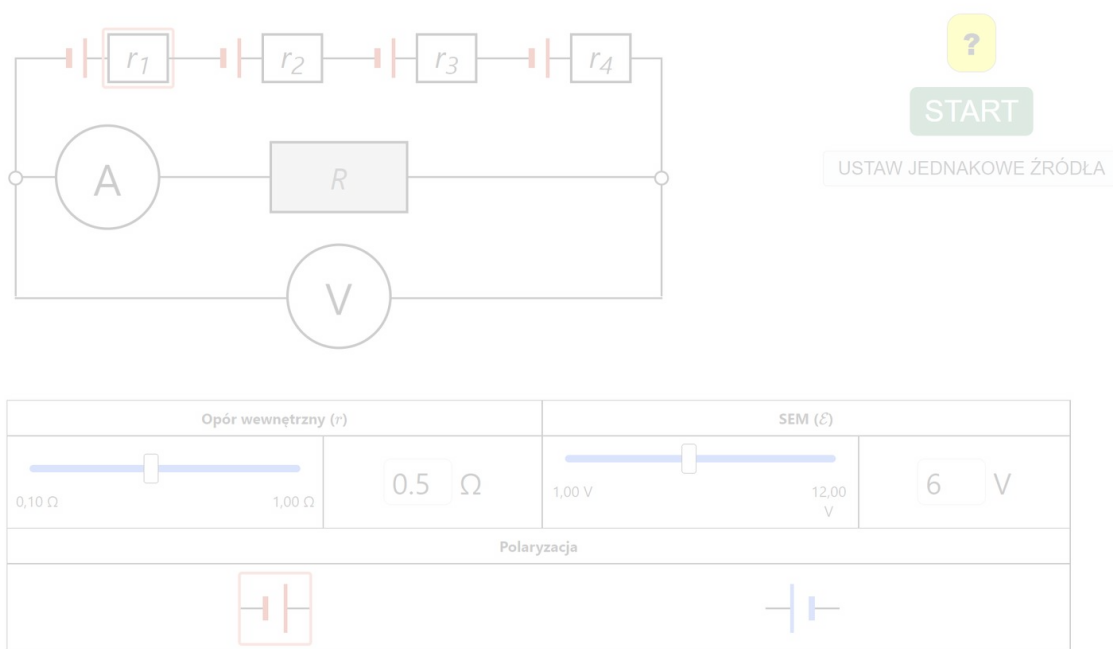 r1 r2 r3 r4
?
START
A R
USTAW JEDNAKOWE ŹRÓDŁA
V
Opór wewnętrzny (r) SEM (ℰ)
0,10 Ω 1,00 Ω 0.5 Ω 1,00 V 12,00 V 6 V
Polaryzacja